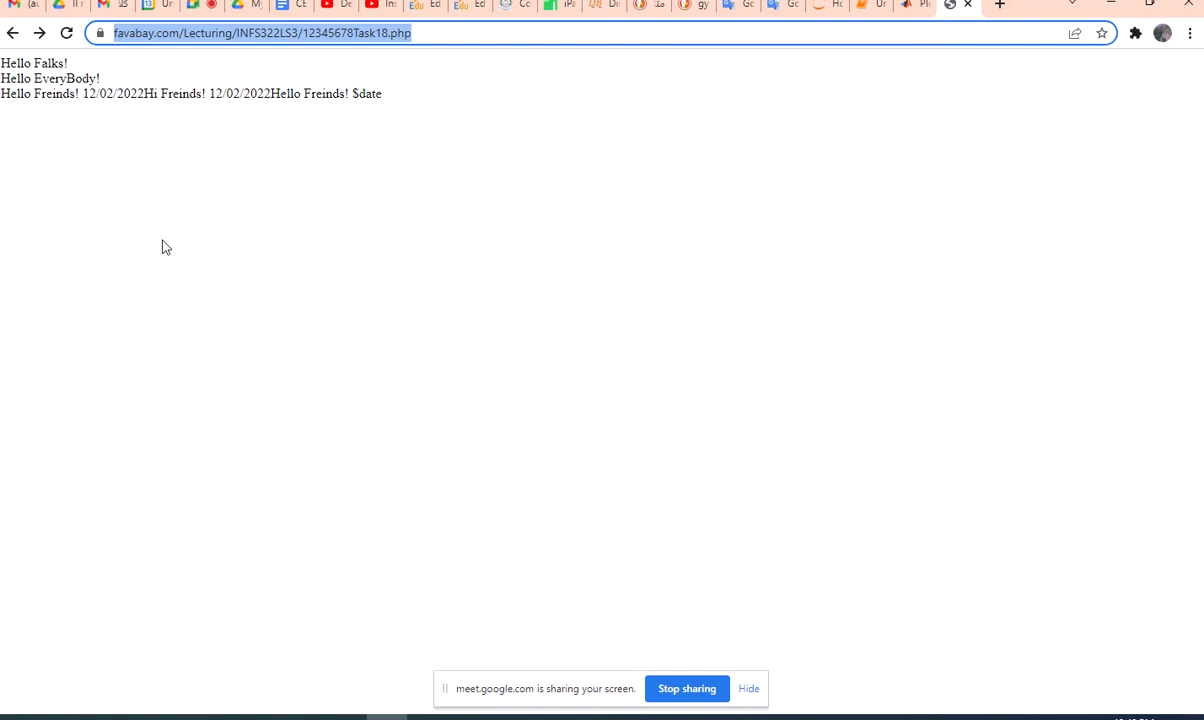 favabay.com/Lecturing/INFS322LS3/12345678Task18.php
Hello Falks!
Hello EveryBody!
Hello Freinds! 12/02/2022Hi Freinds! 12/02/2022Hello Freinds! $date
meet.google.com is sharing your screen. Stop sharing Hide